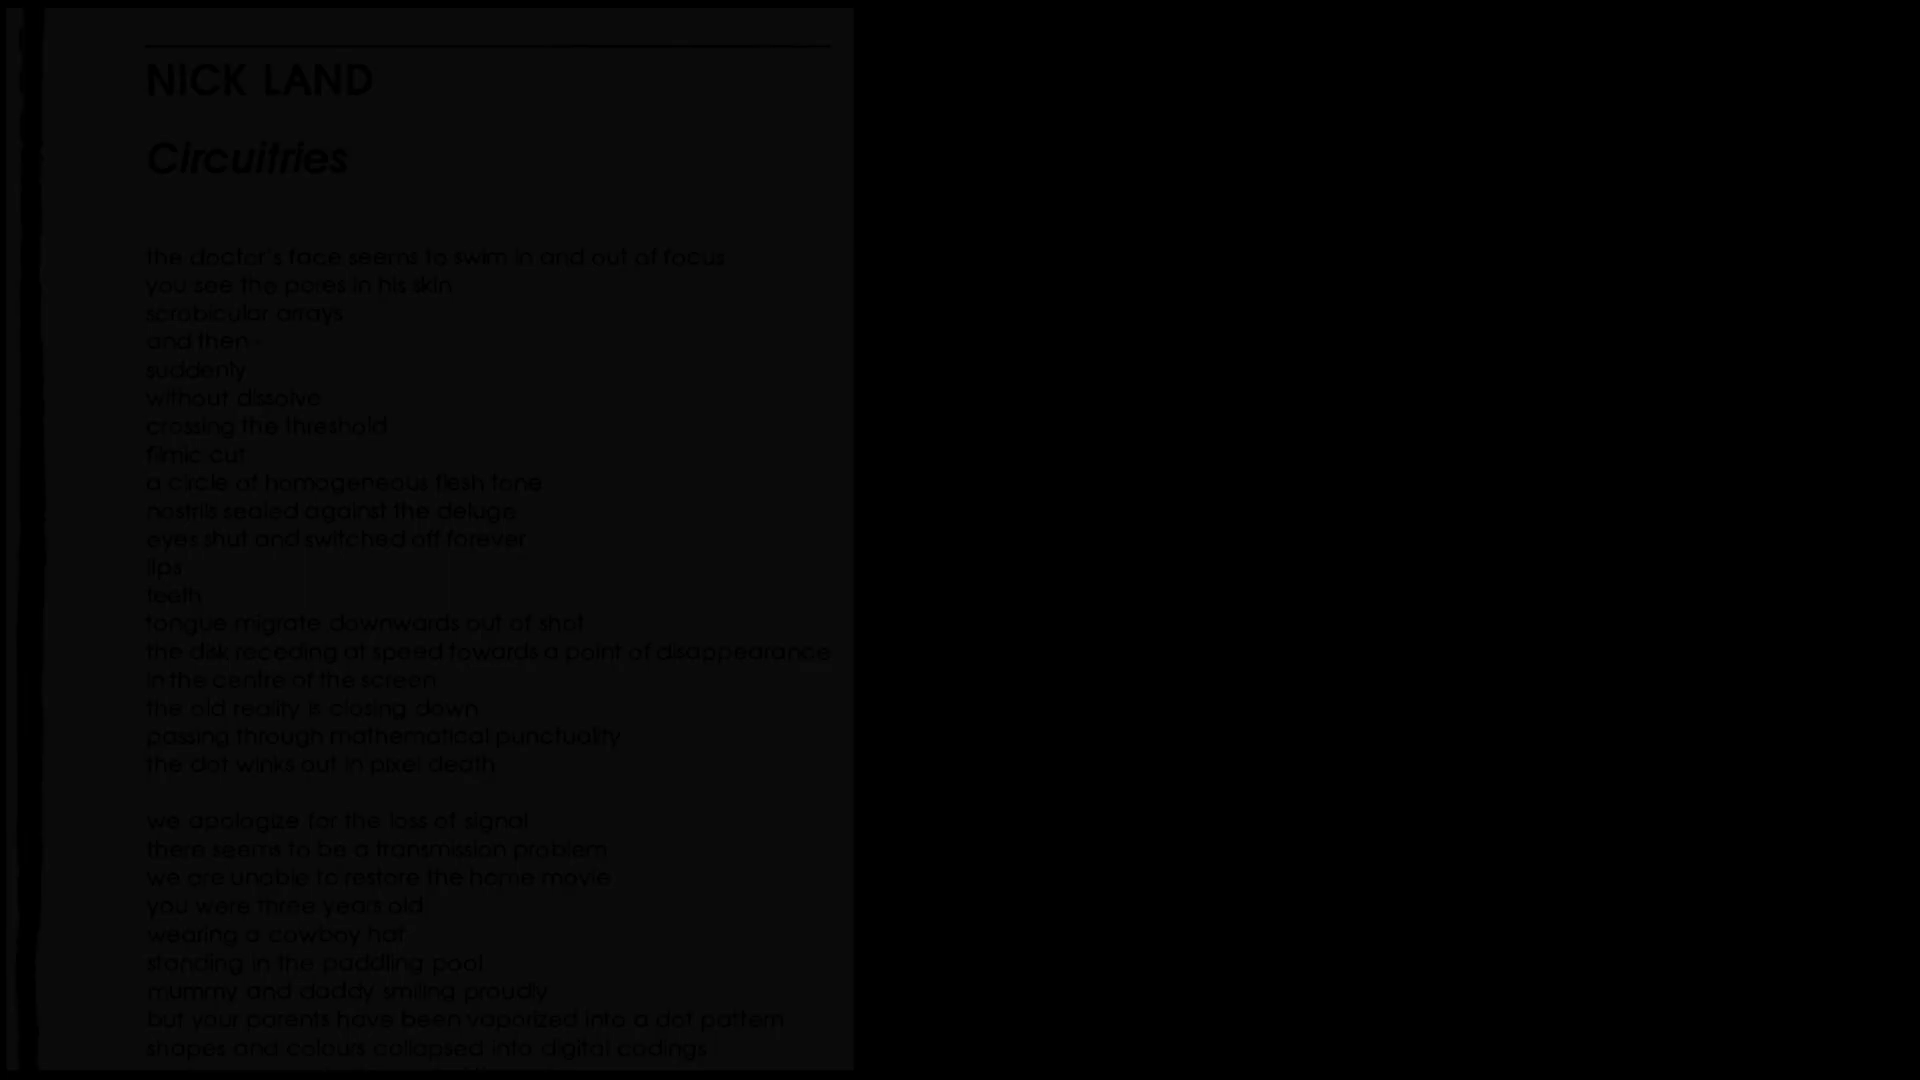 NICK LAND
Circuitries
the doctor's face seems to swim in and out of focus
you see the pores in his skin
scrobicular arrays
and then-
suddenly
without dissolve
crossing the threshold
filmic cut
a circle of homogeneous flesh tone
nostrils sealed against the deluge
eyes shut and switched off forever
lips
teeth
tongue migrate downwards out of shot
the disk receding at speed towards a point of disappearance
in the centre of the screen
the old reality is closing down
passing through mathematical punctuality
the dot winks out in pixel death
we apologize for the loss of signal
there seems to be a transmission problem
we are unable to restore the home movie
you were three years old
wearing a cowboy hat
standing in the paddling pool
mummy and daddy smiling proudly
but your parents have been vaporized into a dot pattern
shapes and colours collapsed into digital codings